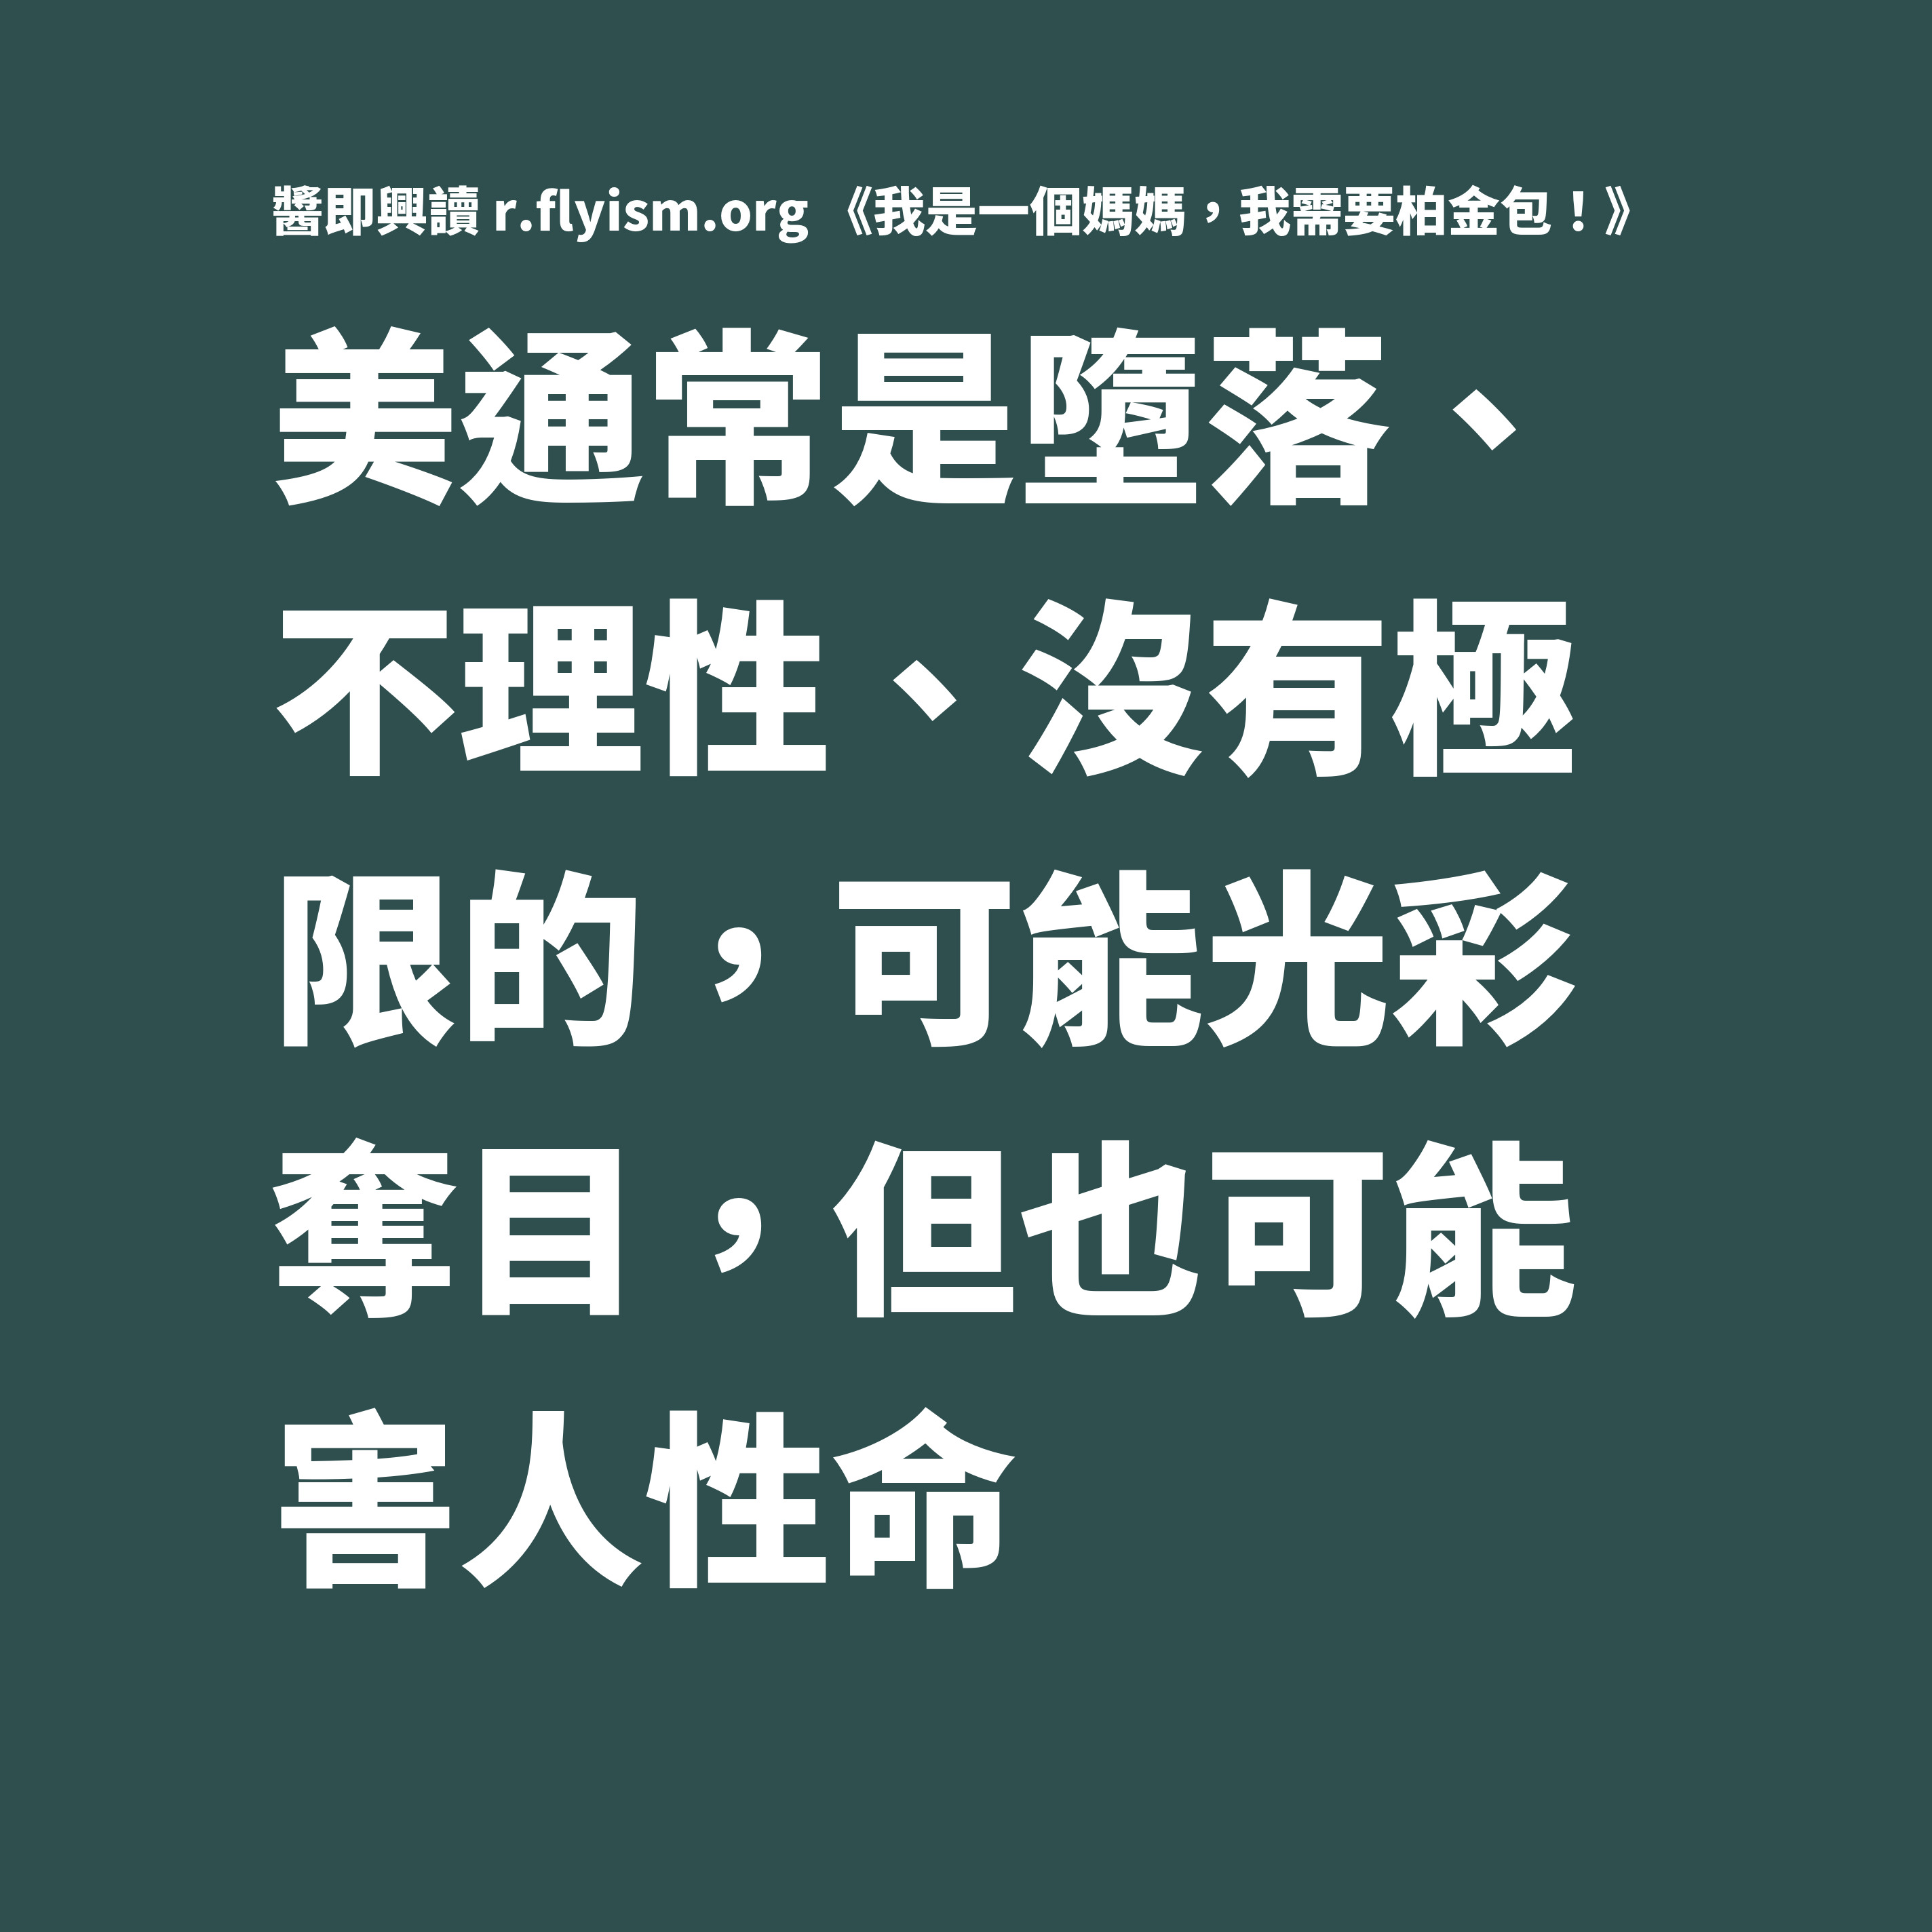 趣即興讀 r.flyism.org《我是一個媽媽，我需要柏金包！》
美通常是墮落、
不理性、沒有極
限的，可能光彩
奪目，但也可能
害人性命